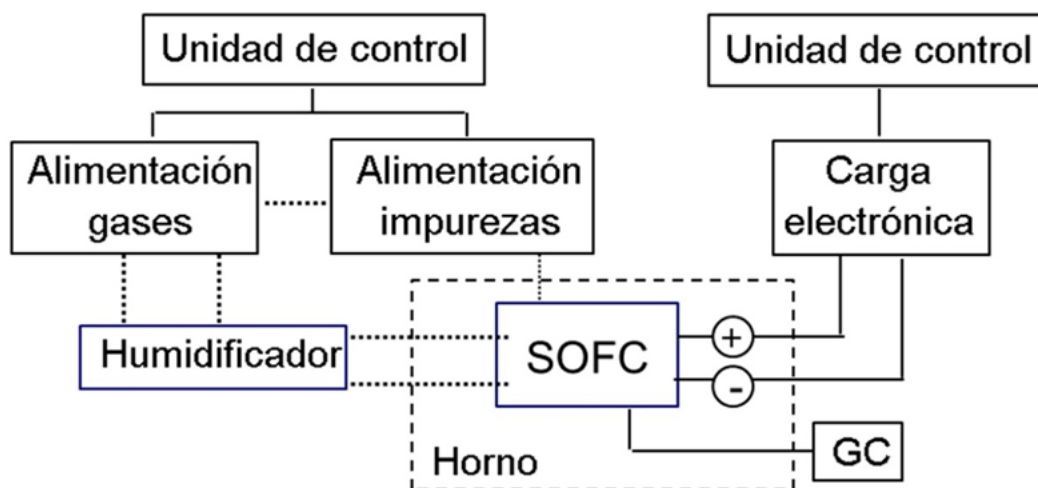 Unidad de control
Unidad de control
Alimentación
gases
Alimentación
impurezas
Carga
electrónica
Humidificador
SOFC
+
-
Horno
GC